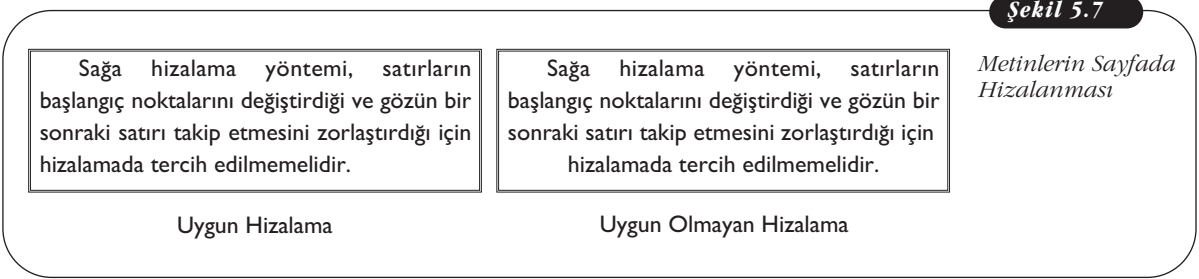 Şekil 5.7
Metinlerin Sayfada
Hizalanması
Sağa hizalama yöntemi, satırların
başlangıç noktalarını değiştirdiği ve gözün bir
sonraki satırı takip etmesini zorlaştırdığı için
hizalamada tercih edilmemelidir.
Uygun Hizalama
Sağa hizalama yöntemi, satırların
başlangıç noktalarını değiştirdiği ve gözün bir
sonraki satırı takip etmesini zorlaştırdığı için
hizalamada tercih edilmemelidir.
Uygun Olmayan Hizalama